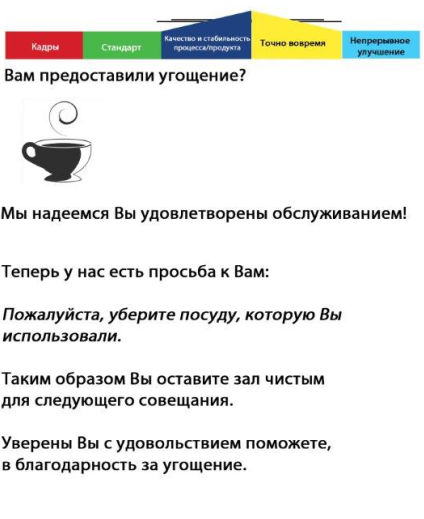 Кадры
Стандарт
Качество и стабильность
процесса/продукта
Точно вовремя
Непрерывное
улучшение
Вам предоставили угощение?
Мы надеемся Вы удовлетворены обслуживанием!
Теперь у нас есть просьба к Вам:
Пожалуйста, уберите посуду, которую Вы
использовали.
Таким образом Вы оставите зал чистым
для следующего совещания.
Уверены Вы с удовольствием поможете,
в благодарность за угощение.